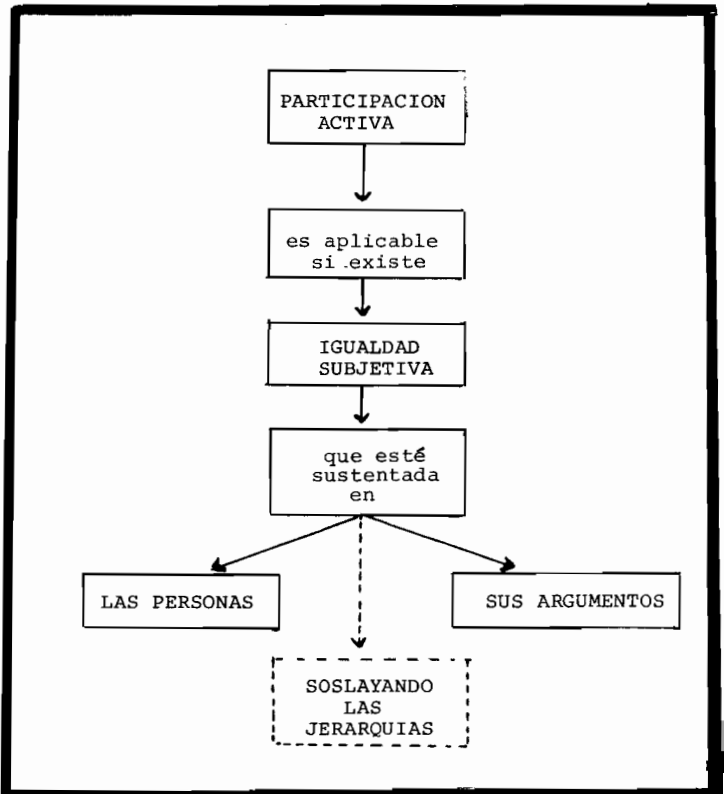 PARTICIPACION
ACTIVA
es aplicable
si existe
IGUALDAD
SUBJETIVA
que esté
sustentada
en
LAS PERSONAS
SUS ARGUMENTOS
SOSLAYANDO
LAS
JERARQUIAS